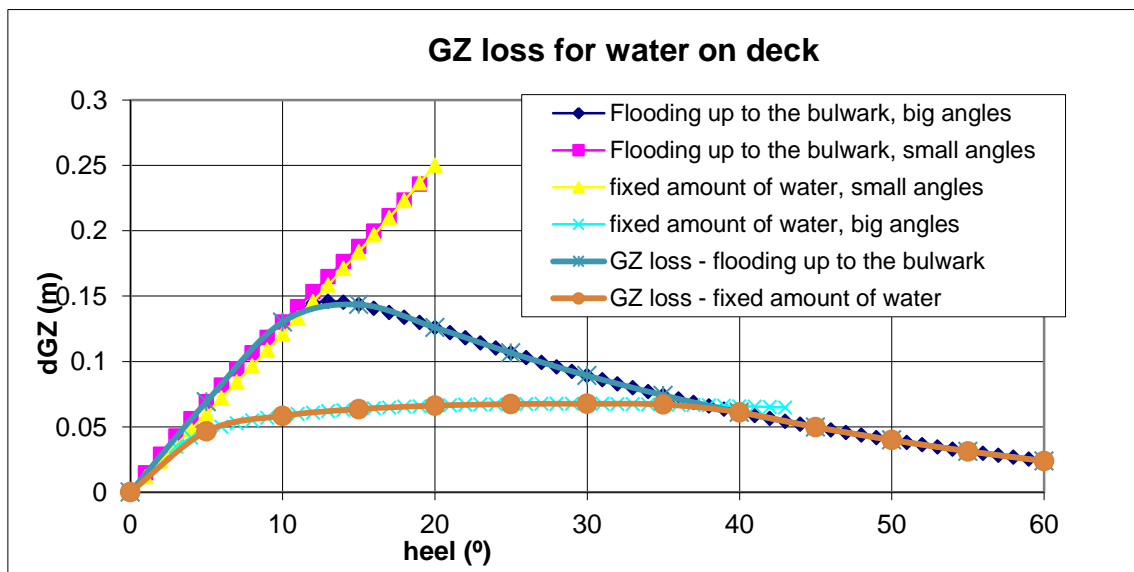 GZ loss for water on deck
0.3
0.25
0.2
0.15
0.1
0.05
0
dGZ (m)
Flooding up to the bulwark, big angles
Flooding up to the bulwark, small angles
fixed amount of water, small angles
fixed amount of water, big angles
GZ loss - flooding up to the bulwark
GZ loss - fixed amount of water
0 10 20 30 40 50 60
heel (º)